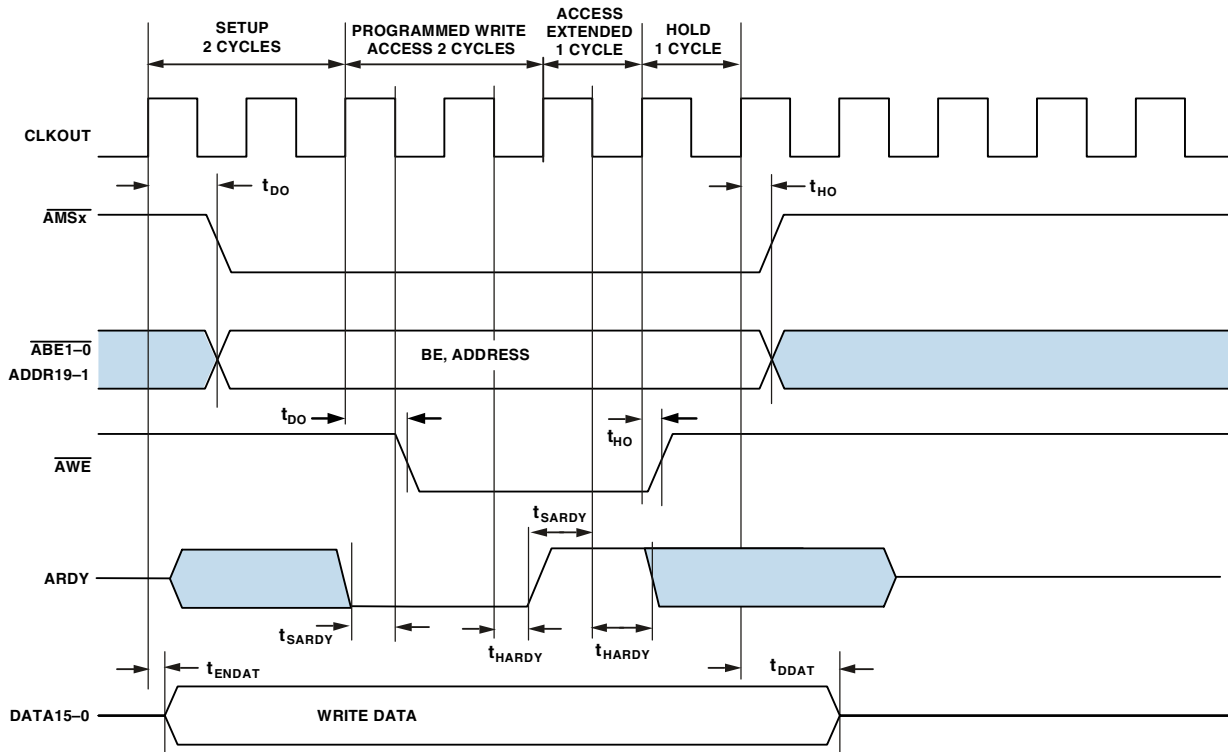 SETUP
2 CYCLES
PROGRAMMED WRITE
ACCESS 2 CYCLES
ACCESS
EXTENDED
1 CYCLE
HOLD
1 CYCLE
CLKOUT
tDO
tHO
AMSx
ABE1–0
ADDR19–1
BE, ADDRESS
tDO
tHO
AWE
tSARDY
ARDY
tSARDY
tHARDY
tHARDY
tENDAT
tDDAT
DATA15–0
WRITE DATA